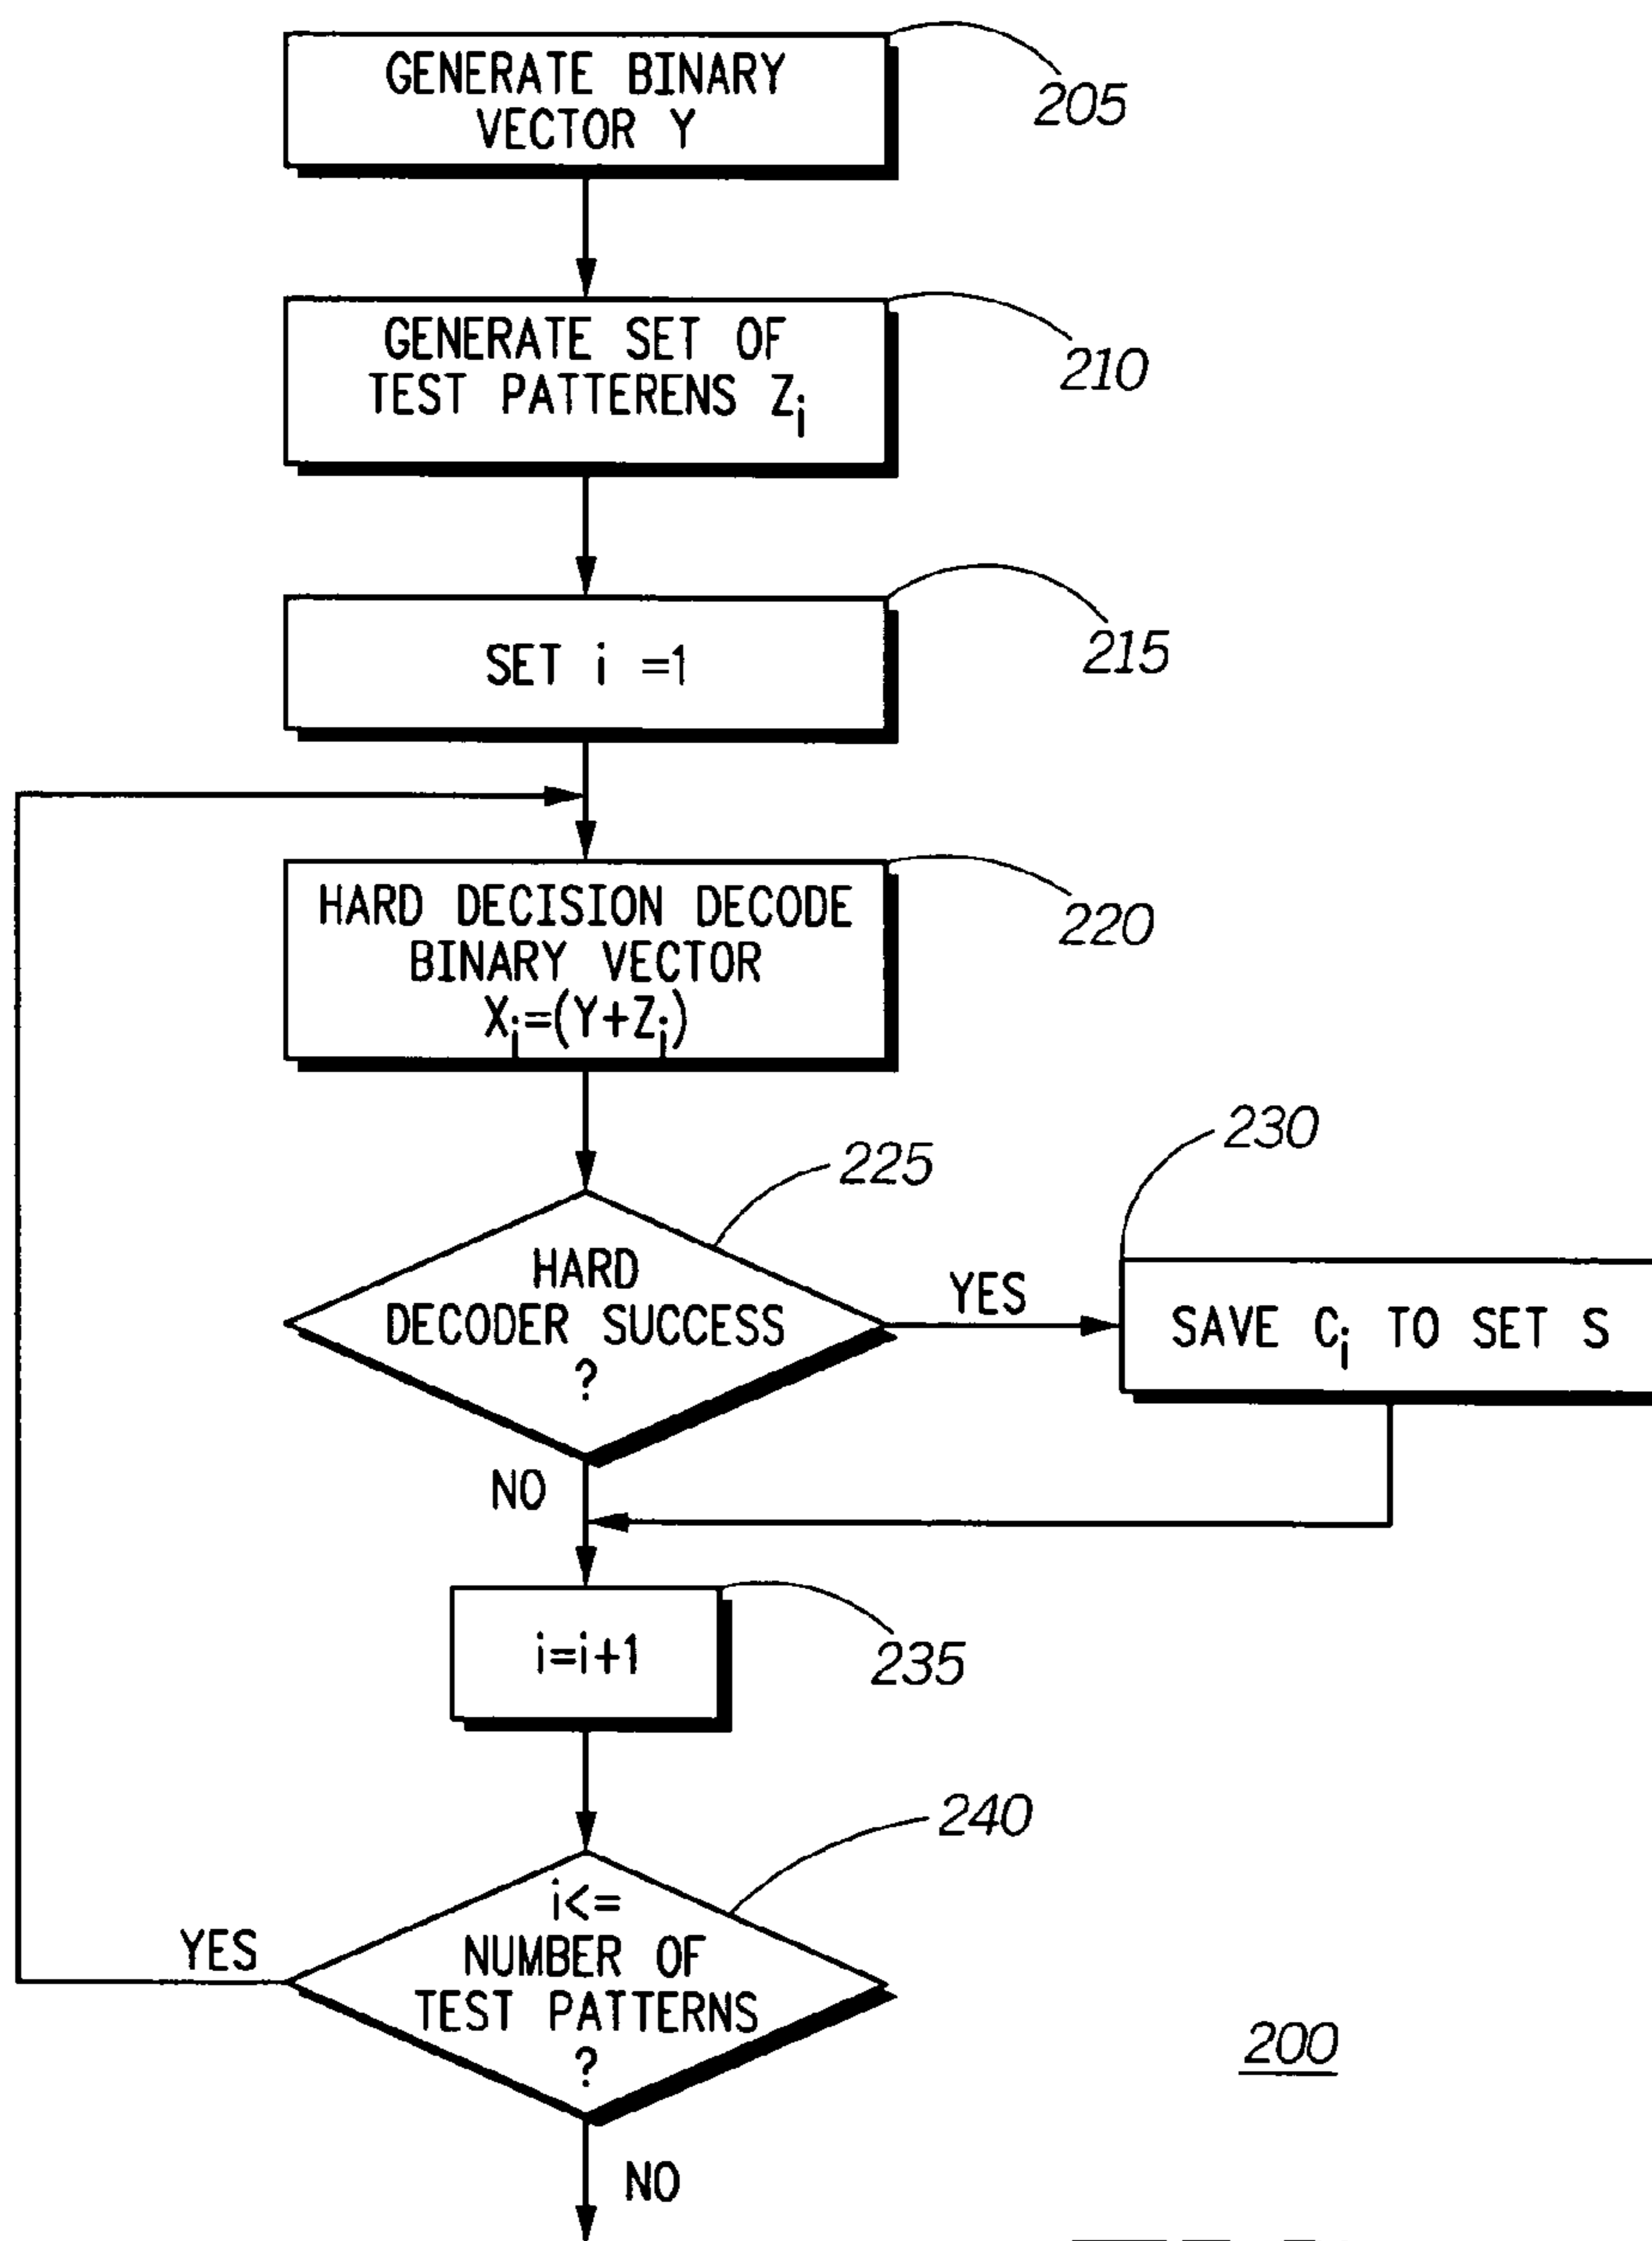 GENERATE BINARY
VECTOR Y
205
GENERATE SET OF
TEST PATTERENS Zi
210
SET i =1
215
HARD DECISION DECODE
BINARY VECTOR
Xi=(Y+Zi)
220
HARD
DECODER SUCCESS
?
225
YES
230
SAVE Ci TO SET S
NO
i=i+1
235
i<=
NUMBER OF
TEST PATTERNS
?
240
YES
200
NO